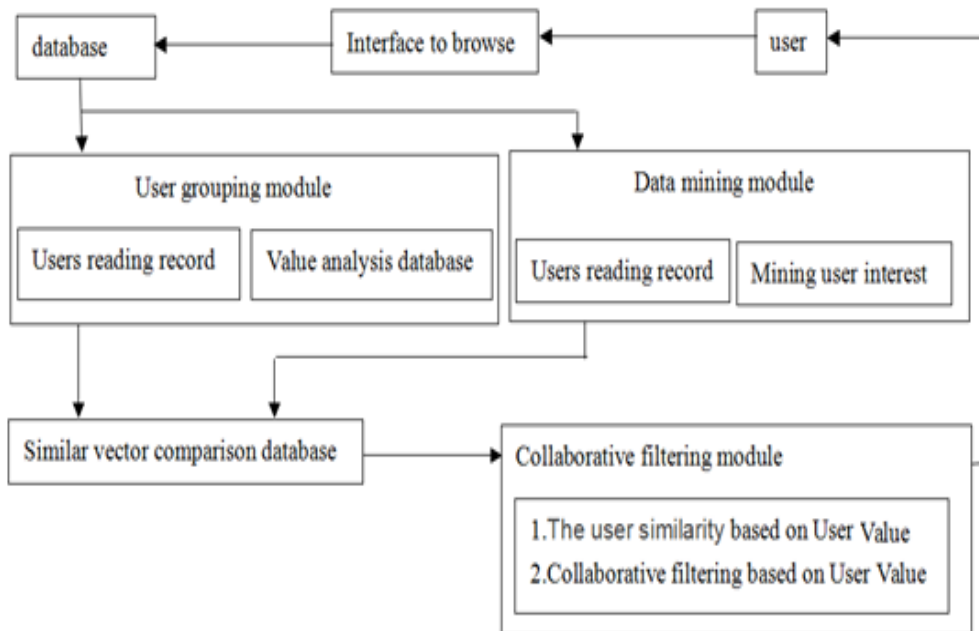 database
Interface to browse
user
User grouping module
Users reading record
Value analysis database
Data mining module
Users reading record
Mining user interest
Similar vector comparison database
Collaborative filtering module
1.The user similarity based on User Value
2.Collaborative filtering based on User Value